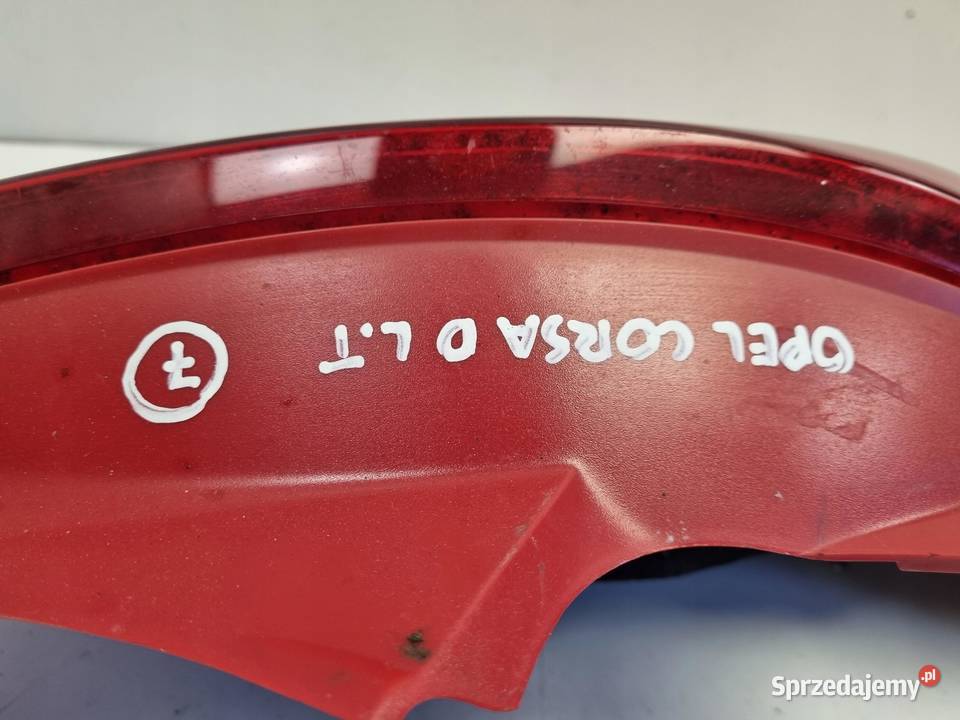 OPEL CORSA D L.T
7
Sprzedajemy.pl